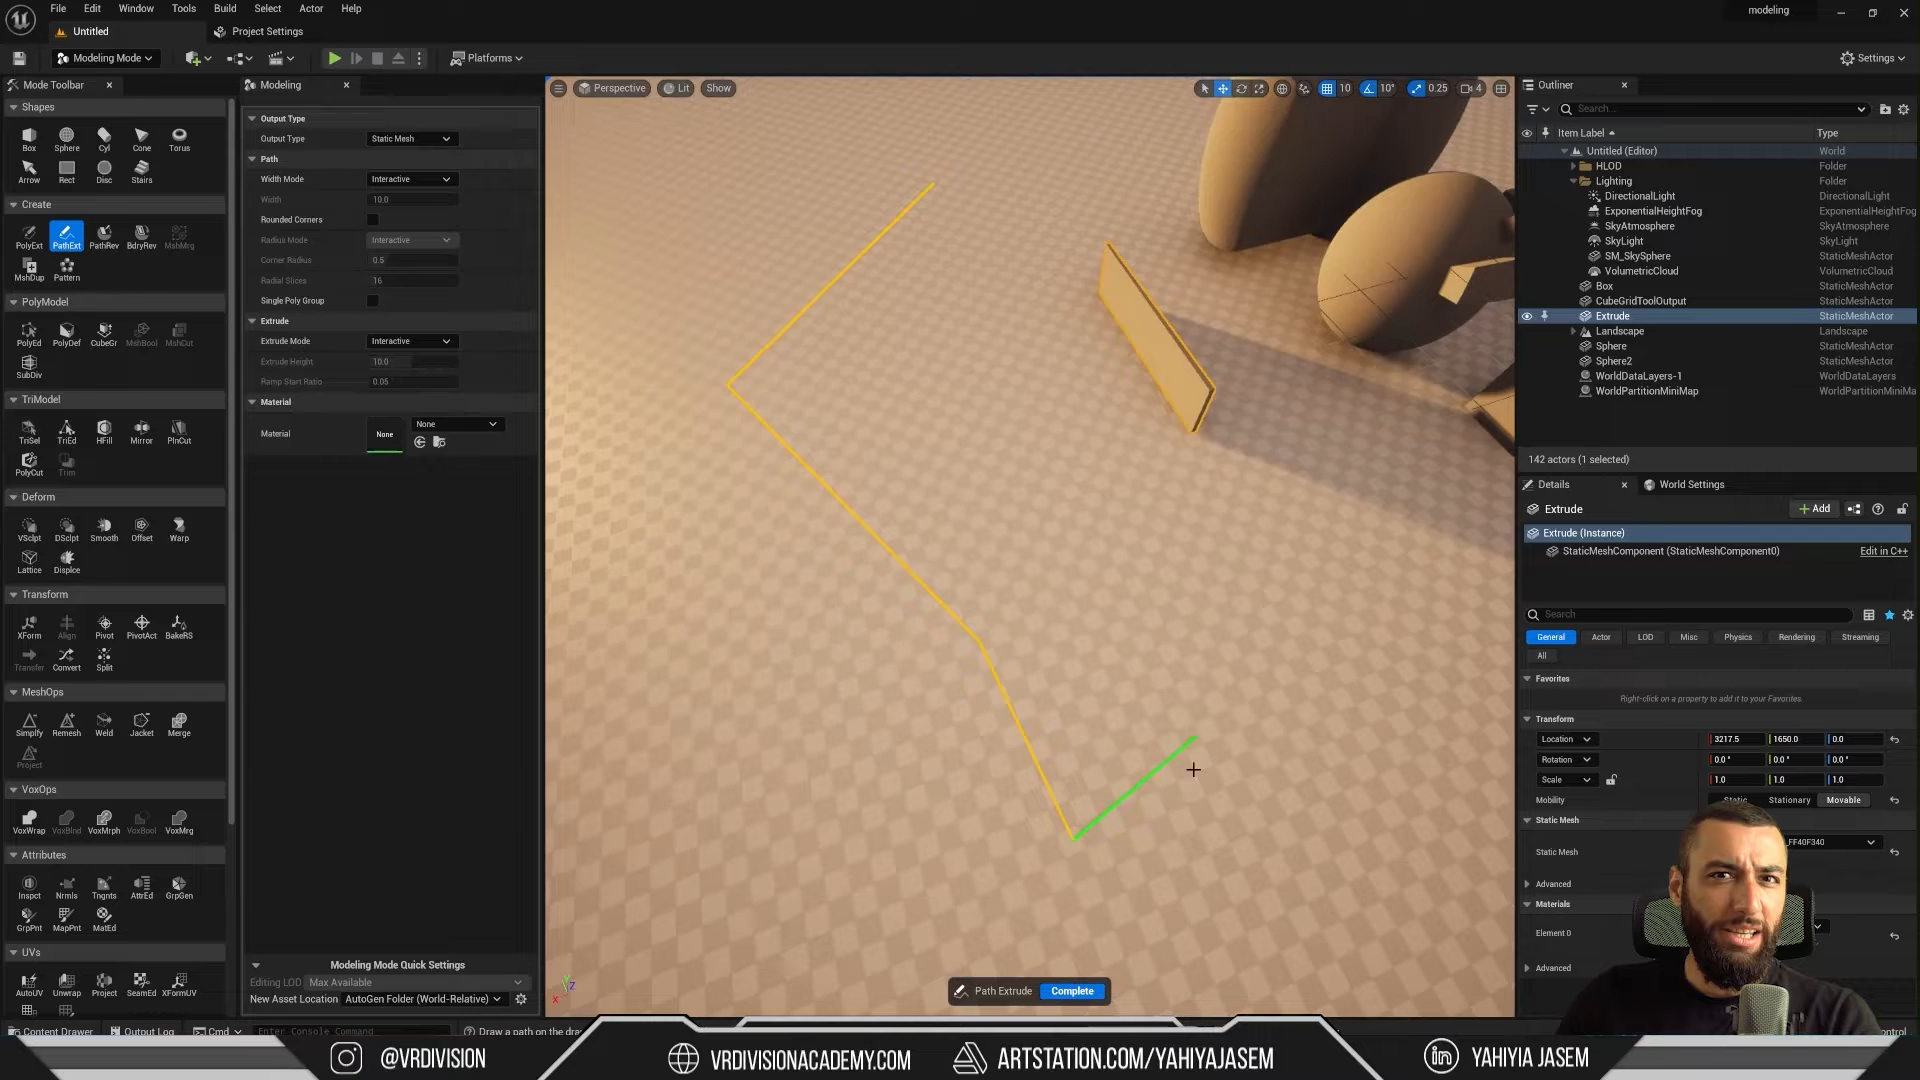 File Edit Window Tools Build Select Actor Help
modeling
Untitled
Project Settings
Modeling Mode
Platforms
Settings
Mode Toolbar
Shapes
Box Sphere Cyl Cone Torus
Arrow Rect Disc Stairs
Create
PolyExt PathExt PathRev BdryRev MshMrg
MshDup Pattern
PolyModel
PolyEd PolyDef CubeGr MshBool MshCut
SubDiv
TriModel
TriSel TriEd HFill Mirror PlnCut
PolyCut Trim
Deform
VSclpt DSclpt Smooth Offset Warp
Lattice Displce
Transform
XForm Align Pivot PivotAct BakeRS
Transfer Convert Split
MeshOps
Simplfy Remesh Weld Jacket Merge
Project
VoxOps
VoxWrap VoxBlnd VoxMrph VoxBool VoxMrg
Attributes
Inspct Nrmls Tngnts AttrEd GrpGen
GrpPnt MapPnt MatEd
UVs
AutoUV Unwrap Project SeamEd XFormUV
Modeling
Output Type
Output Type Static Mesh
Path
Width Mode Interactive
Width 10.0
Rounded Corners
Radius Mode Interactive
Corner Radius 0.5
Radial Slices 16
Single Poly Group
Extrude
Extrude Mode Interactive
Extrude Height 10.0
Ramp Start Ratio 0.05
Material
Material None None
Modeling Mode Quick Settings
Editing LOD Max Available
New Asset Location AutoGen Folder (World-Relative)
Perspective Lit Show
10 10° 0.25 4
Path Extrude Complete
Outliner
Search...
Item Label Type
Untitled (Editor) World
HLOD Folder
Lighting Folder
DirectionalLight DirectionalLight
ExponentialHeightFog ExponentialHeightFog
SkyAtmosphere SkyAtmosphere
SkyLight SkyLight
SM_SkySphere StaticMeshActor
VolumetricCloud VolumetricCloud
Box StaticMeshActor
CubeGridToolOutput StaticMeshActor
Extrude StaticMeshActor
Landscape Landscape
Sphere StaticMeshActor
Sphere2 StaticMeshActor
WorldDataLayers-1 WorldDataLayers
WorldPartitionMiniMap WorldPartitionMiniMa
142 actors (1 selected)
Details World Settings
Extrude Add
Extrude (Instance)
StaticMeshComponent (StaticMeshComponent0) Edit in C++
Search
General Actor LOD Misc Physics Rendering Streaming
All
Favorites
Right-click on a property to add it to your Favorites.
Transform
Location 3217.5 1650.0 0.0
Rotation 0.0° 0.0° 0.0°
Scale 1.0 1.0 1.0
Mobility Static Stationary Movable
Static Mesh
Static Mesh FF40F340
Advanced
Materials
Element 0
Advanced
Content Drawer Output Log Cmd Enter Console Command Draw a path on the dra
@VRDIVISION
VRDIVISIONACADEMY.COM
ARTSTATION.COM/YAHIYAJASEM
YAHIYIA JASEM